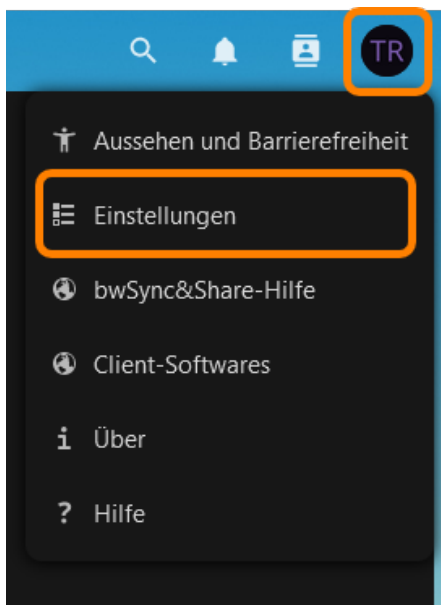 TR
Aussehen und Barrierefreiheit
Einstellungen
bwSync&Share-Hilfe
Client-Softwares
Über
Hilfe